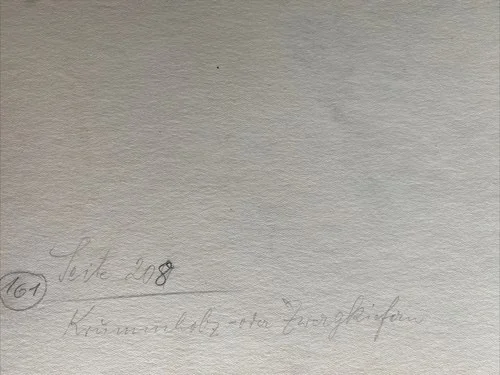 Seite 208
161
Krummholz- oder Zwergkiefern